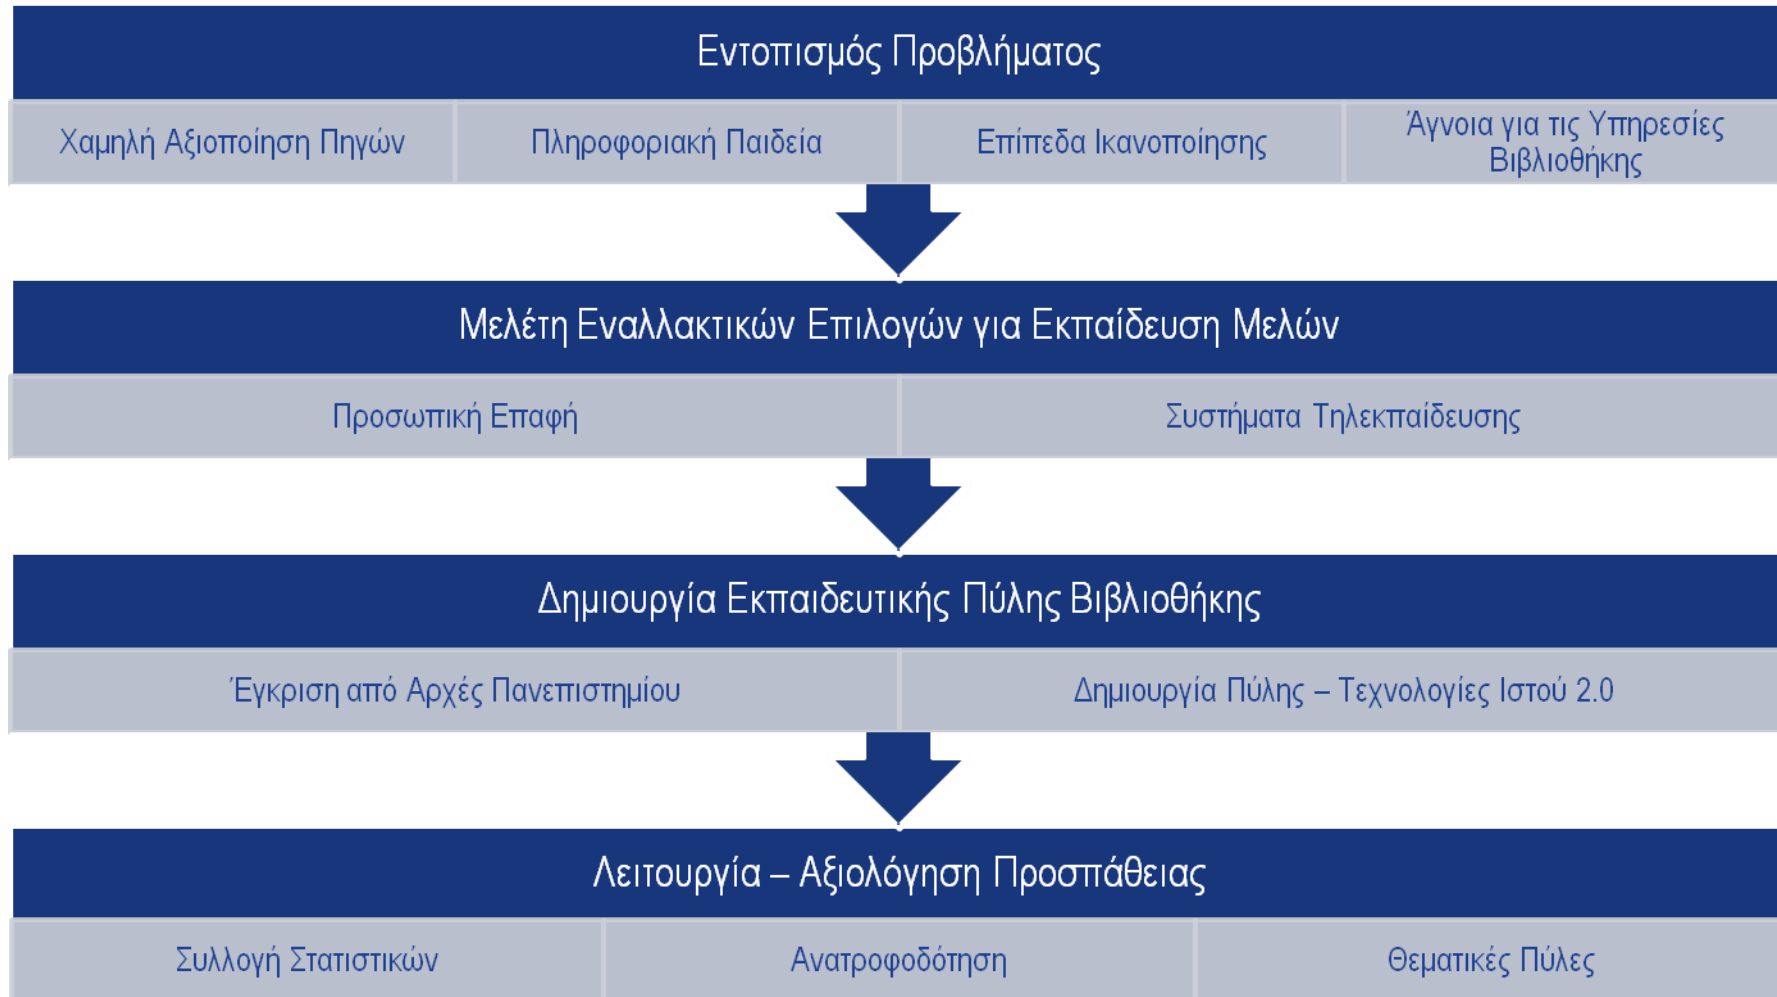 Εντοπισμός Προβλήματος
Χαμηλή Αξιοποίηση Πηγών
Πληροφοριακή Παιδεία
Επίπεδα Ικανοποίησης
Άγνοια για τις Υπηρεσίες
Βιβλιοθήκης
Μελέτη Εναλλακτικών Επιλογών για Εκπαίδευση Μελών
Προσωπική Επαφή
Συστήματα Τηλεκπαίδευσης
Δημιουργία Εκπαιδευτικής Πύλης Βιβλιοθήκης
Έγκριση από Αρχές Πανεπιστημίου
Δημιουργία Πύλης – Τεχνολογίες Ιστού 2.0
Λειτουργία – Αξιολόγηση Προσπάθειας
Συλλογή Στατιστικών
Ανατροφοδότηση
Θεματικές Πύλες